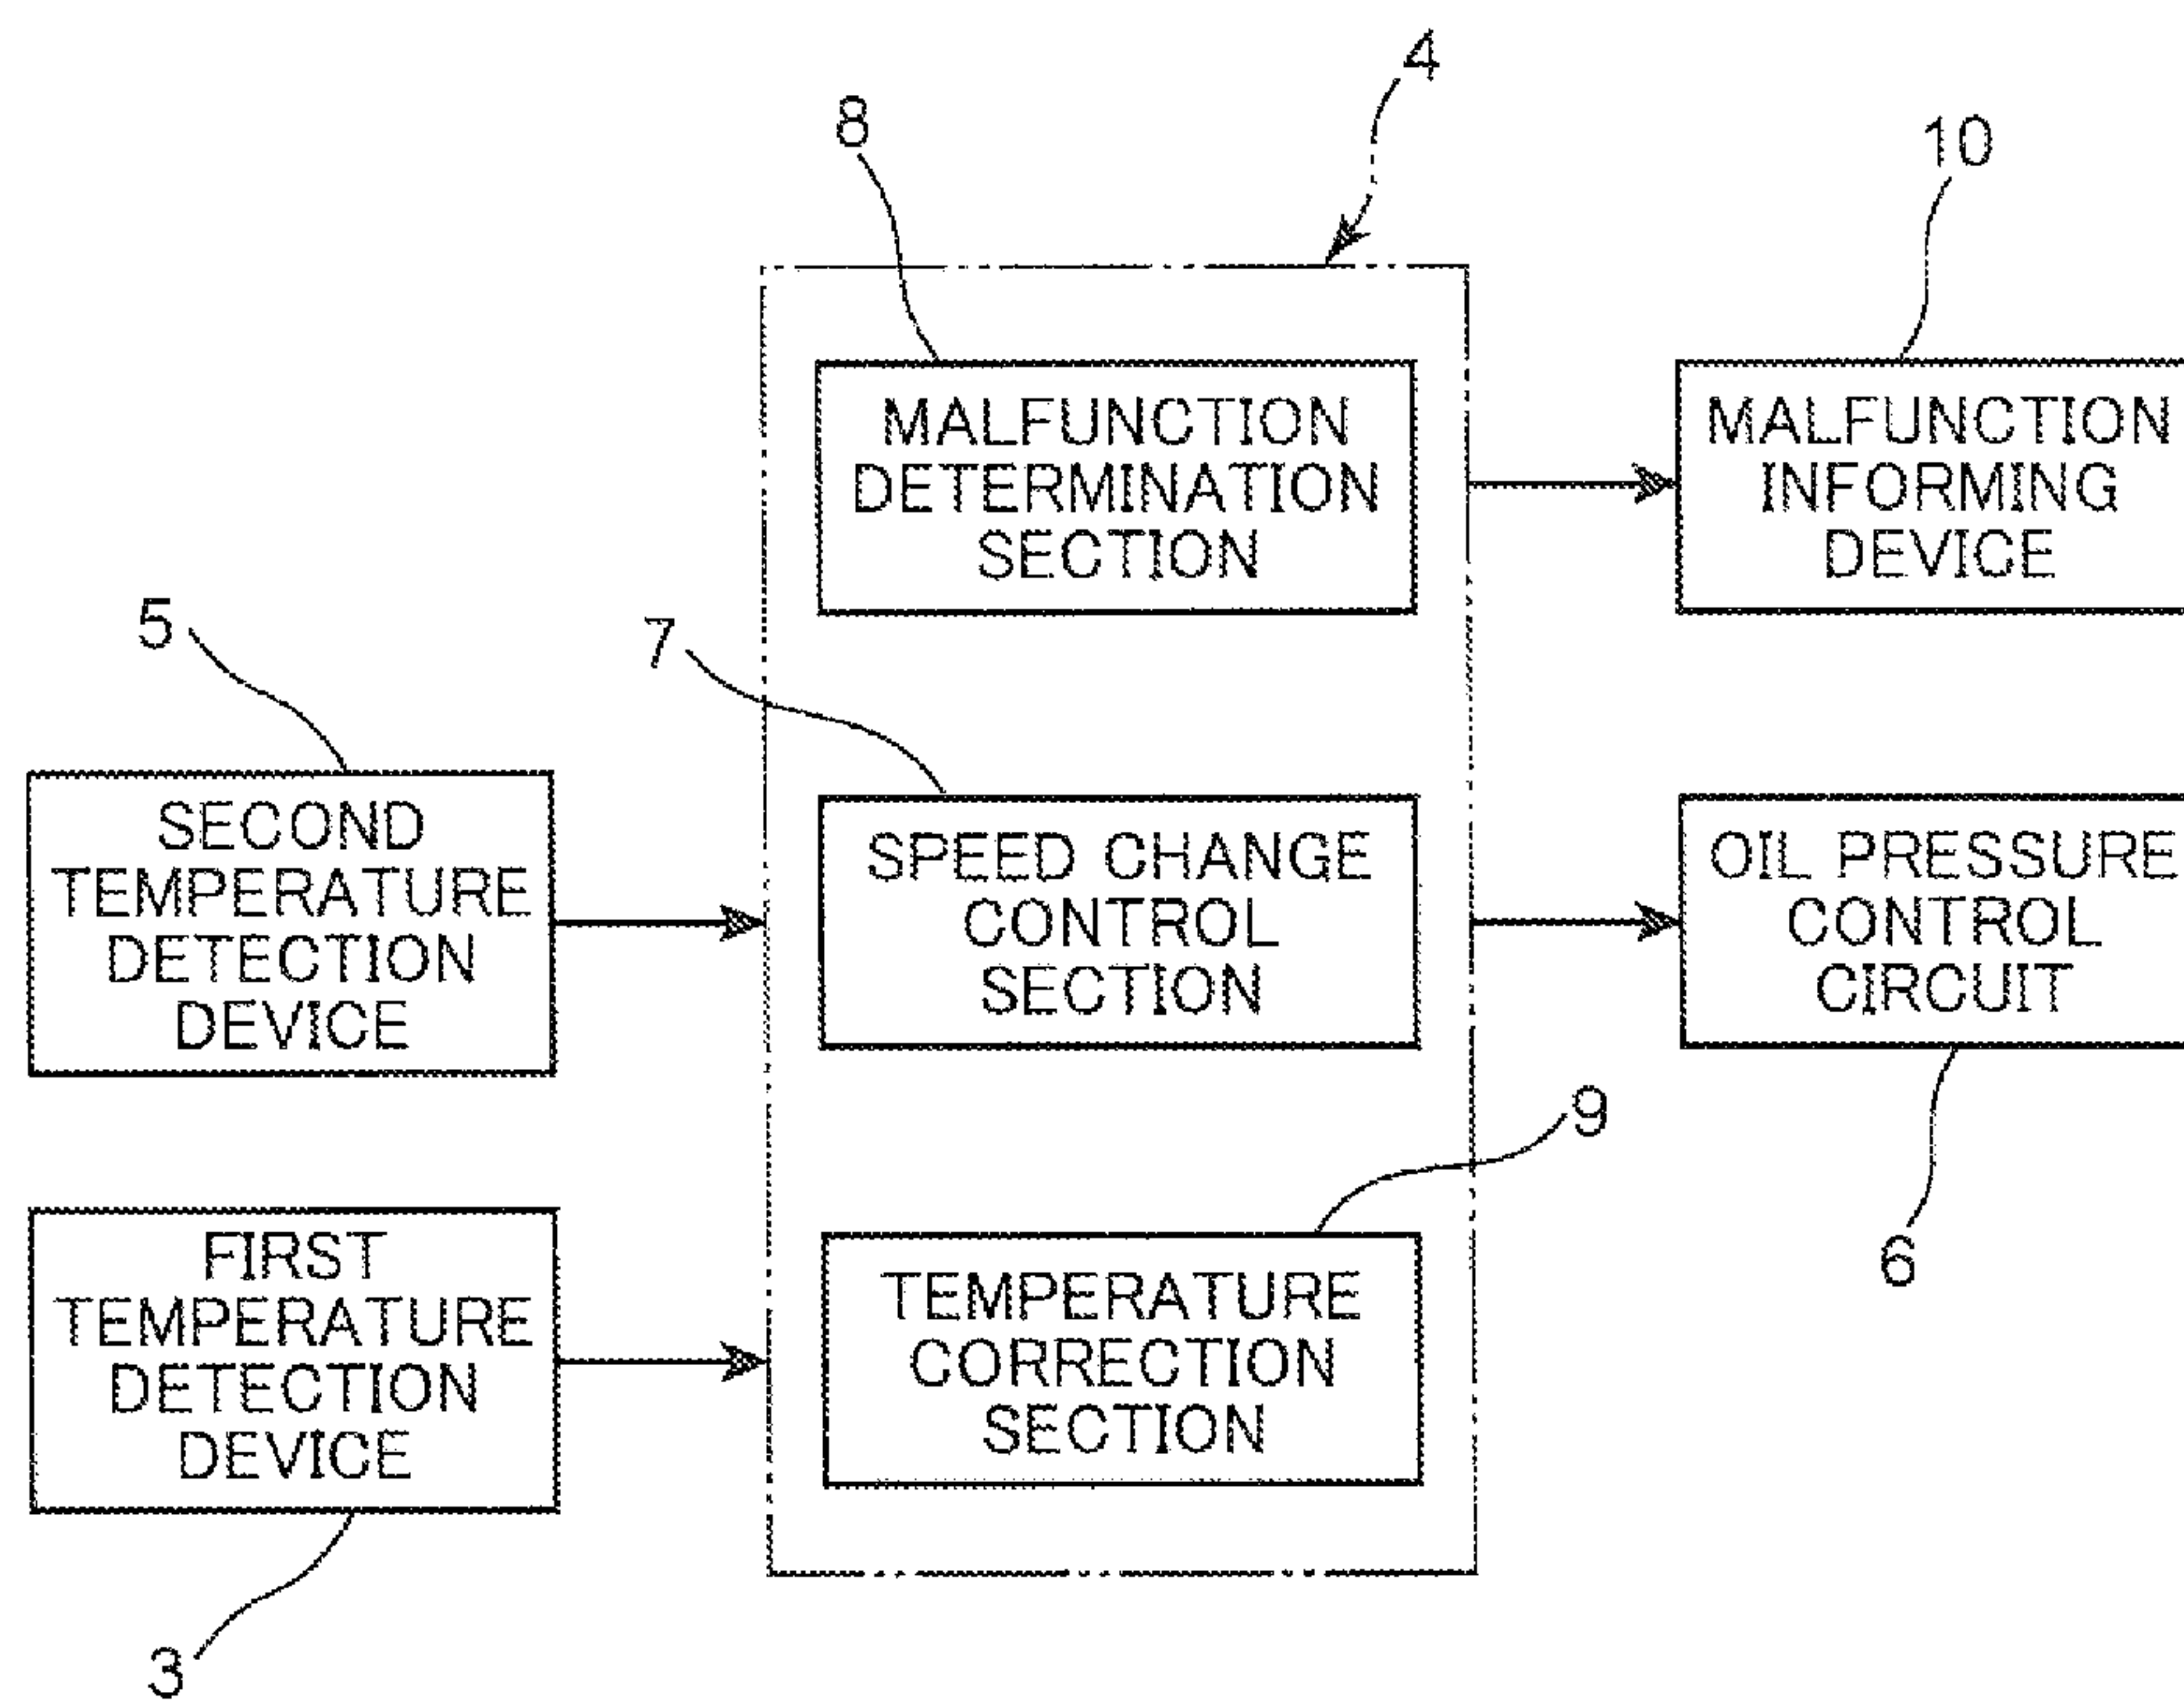 4
8
10
MALFUNCTION
DETERMINATION
SECTION
MALFUNCTION
INFORMING
DEVICE
5
7
SECOND
TEMPERATURE
DETECTION
DEVICE
SPEED CHANGE
CONTROL
SECTION
OIL PRESSURE
CONTROL
CIRCUIT
9
6
FIRST
TEMPERATURE
DETECTION
DEVICE
TEMPERATURE
CORRECTION
SECTION
3